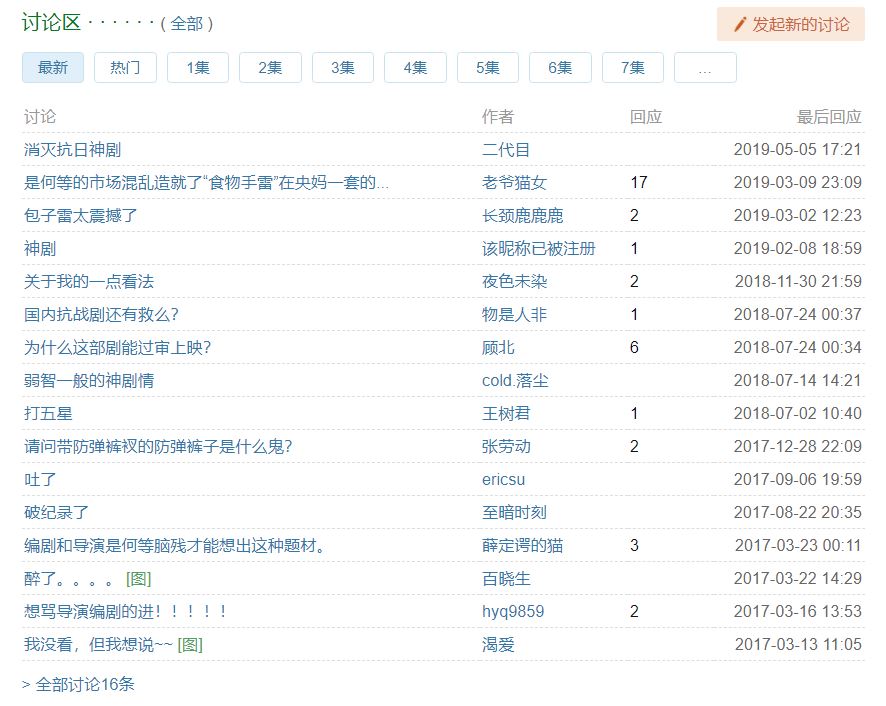 讨论区 · · · · · · ( 全部 ) 发起新的讨论
最新 热门 1集 2集 3集 4集 5集 6集 7集 ...
讨论 作者 回应 最后回应
消灭抗日神剧 二代目 2019-05-05 17:21
是何等的市场混乱造就了“食物手雷”在央妈一套的... 老爷猫女 17 2019-03-09 23:09
包子雷太震撼了 长颈鹿鹿鹿 2 2019-03-02 12:23
神剧 该昵称已被注册 1 2019-02-08 18:59
关于我的一点看法 夜色未染 2 2018-11-30 21:59
国内抗战剧还有救么? 物是人非 1 2018-07-24 00:37
为什么这部剧能过审上映? 顾北 6 2018-07-24 00:34
弱智一般的神剧情 cold.落尘 2018-07-14 14:21
打五星 王树君 1 2018-07-02 10:40
请问带防弹裤衩的防弹裤子是什么鬼? 张劳动 2 2017-12-28 22:09
吐了 ericsu 2017-09-06 19:59
破纪录了 至暗时刻 2017-08-22 20:35
编剧和导演是何等脑残才能想出这种题材。 薛定谔的猫 3 2017-03-23 00:11
醉了。。。。 [图] 百晓生 2017-03-22 14:29
想骂导演编剧的进！！！！！ hyq9859 2 2017-03-16 13:53
我没看，但我想说~~ [图] 渴爱 2017-03-13 11:05
> 全部讨论16条